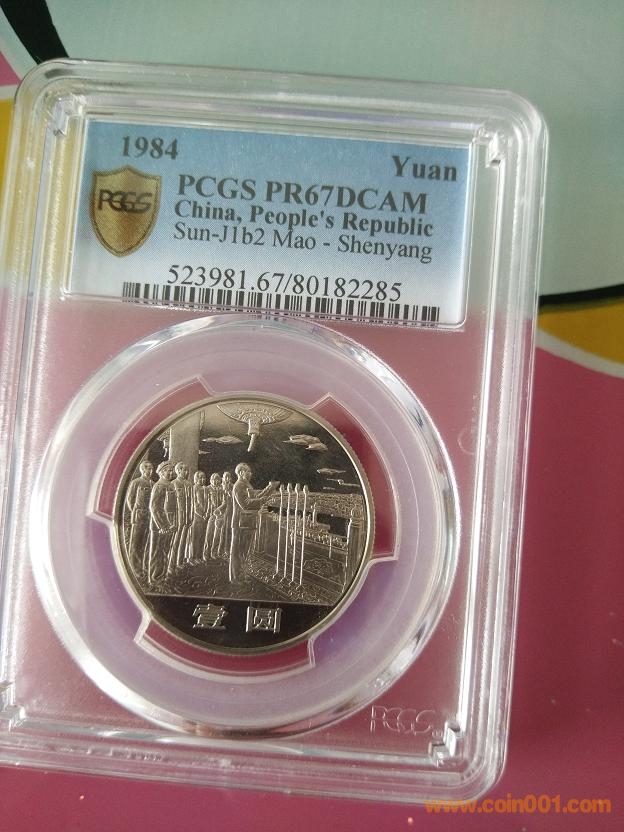 1984
Yuan
PCGS
PCGS PR67DCAM
China, People's Republic
Sun-J1b2 Mao - Shenyang
523981.67/80182285
壹圆
PCGS
www.coin001.com